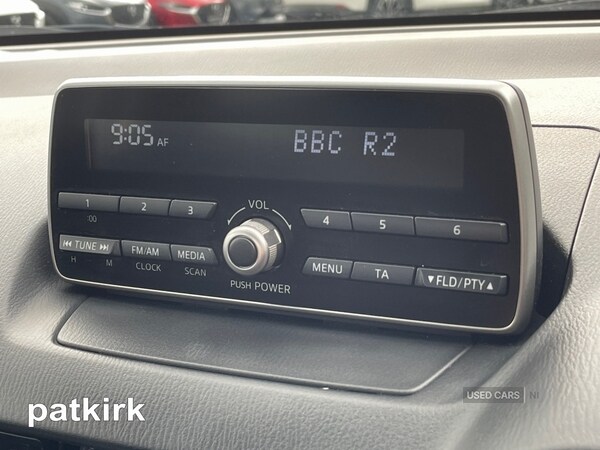 9:05 AF BBC R2
1 2 3 VOL 4 5 6
:00
TUNE FM/AM MEDIA MENU TA ▼FLD/PTY▲
H M CLOCK SCAN
PUSH POWER
USED CARS NI
patkirk